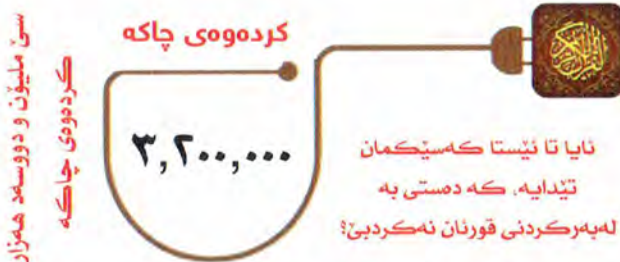 سێ ملیۆن و دووسەد هەزار
کردەوەی چاکە
کردەوەی چاکە
٣,٢٠٠,٠٠٠
ئایا تا ئێستا کەسێکمان
تێدایە، کە دەستی بە
لەبەرکردنی قورئان نەکردبێ؟